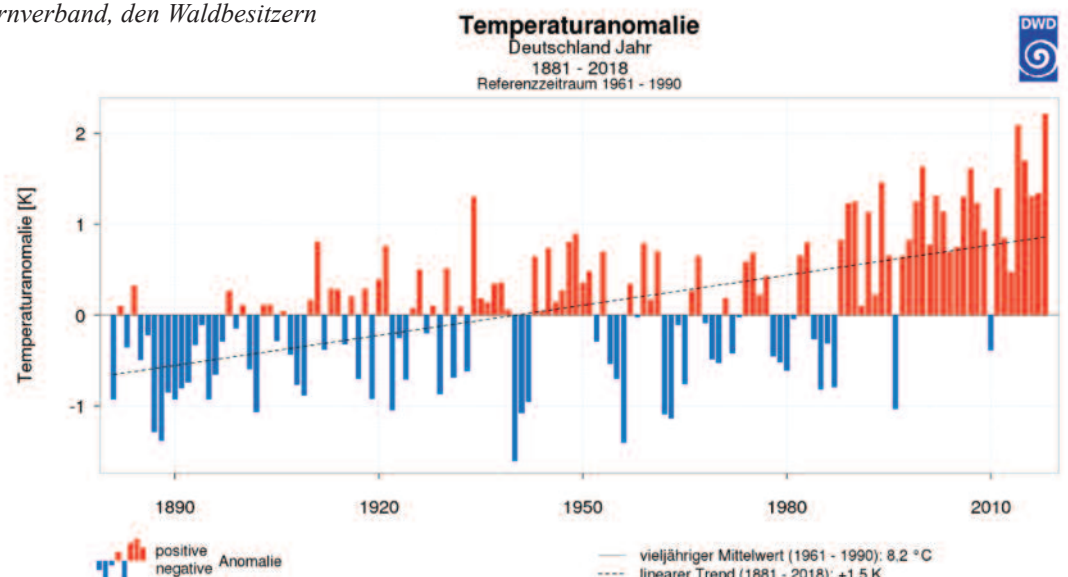 rnverband, den Waldbesitzern
Temperaturanomalie
Deutschland Jahr
1881 - 2018
Referenzzeitraum 1961 - 1990
DWD
Temperaturanomalie [K]
2
1
0
-1
1890
1920
1950
1980
2010
positive
negative
Anomalie
vieljähriger Mittelwert (1961 - 1990): 8,2 °C
linearer Trend (1881 - 2018): +1,5 K